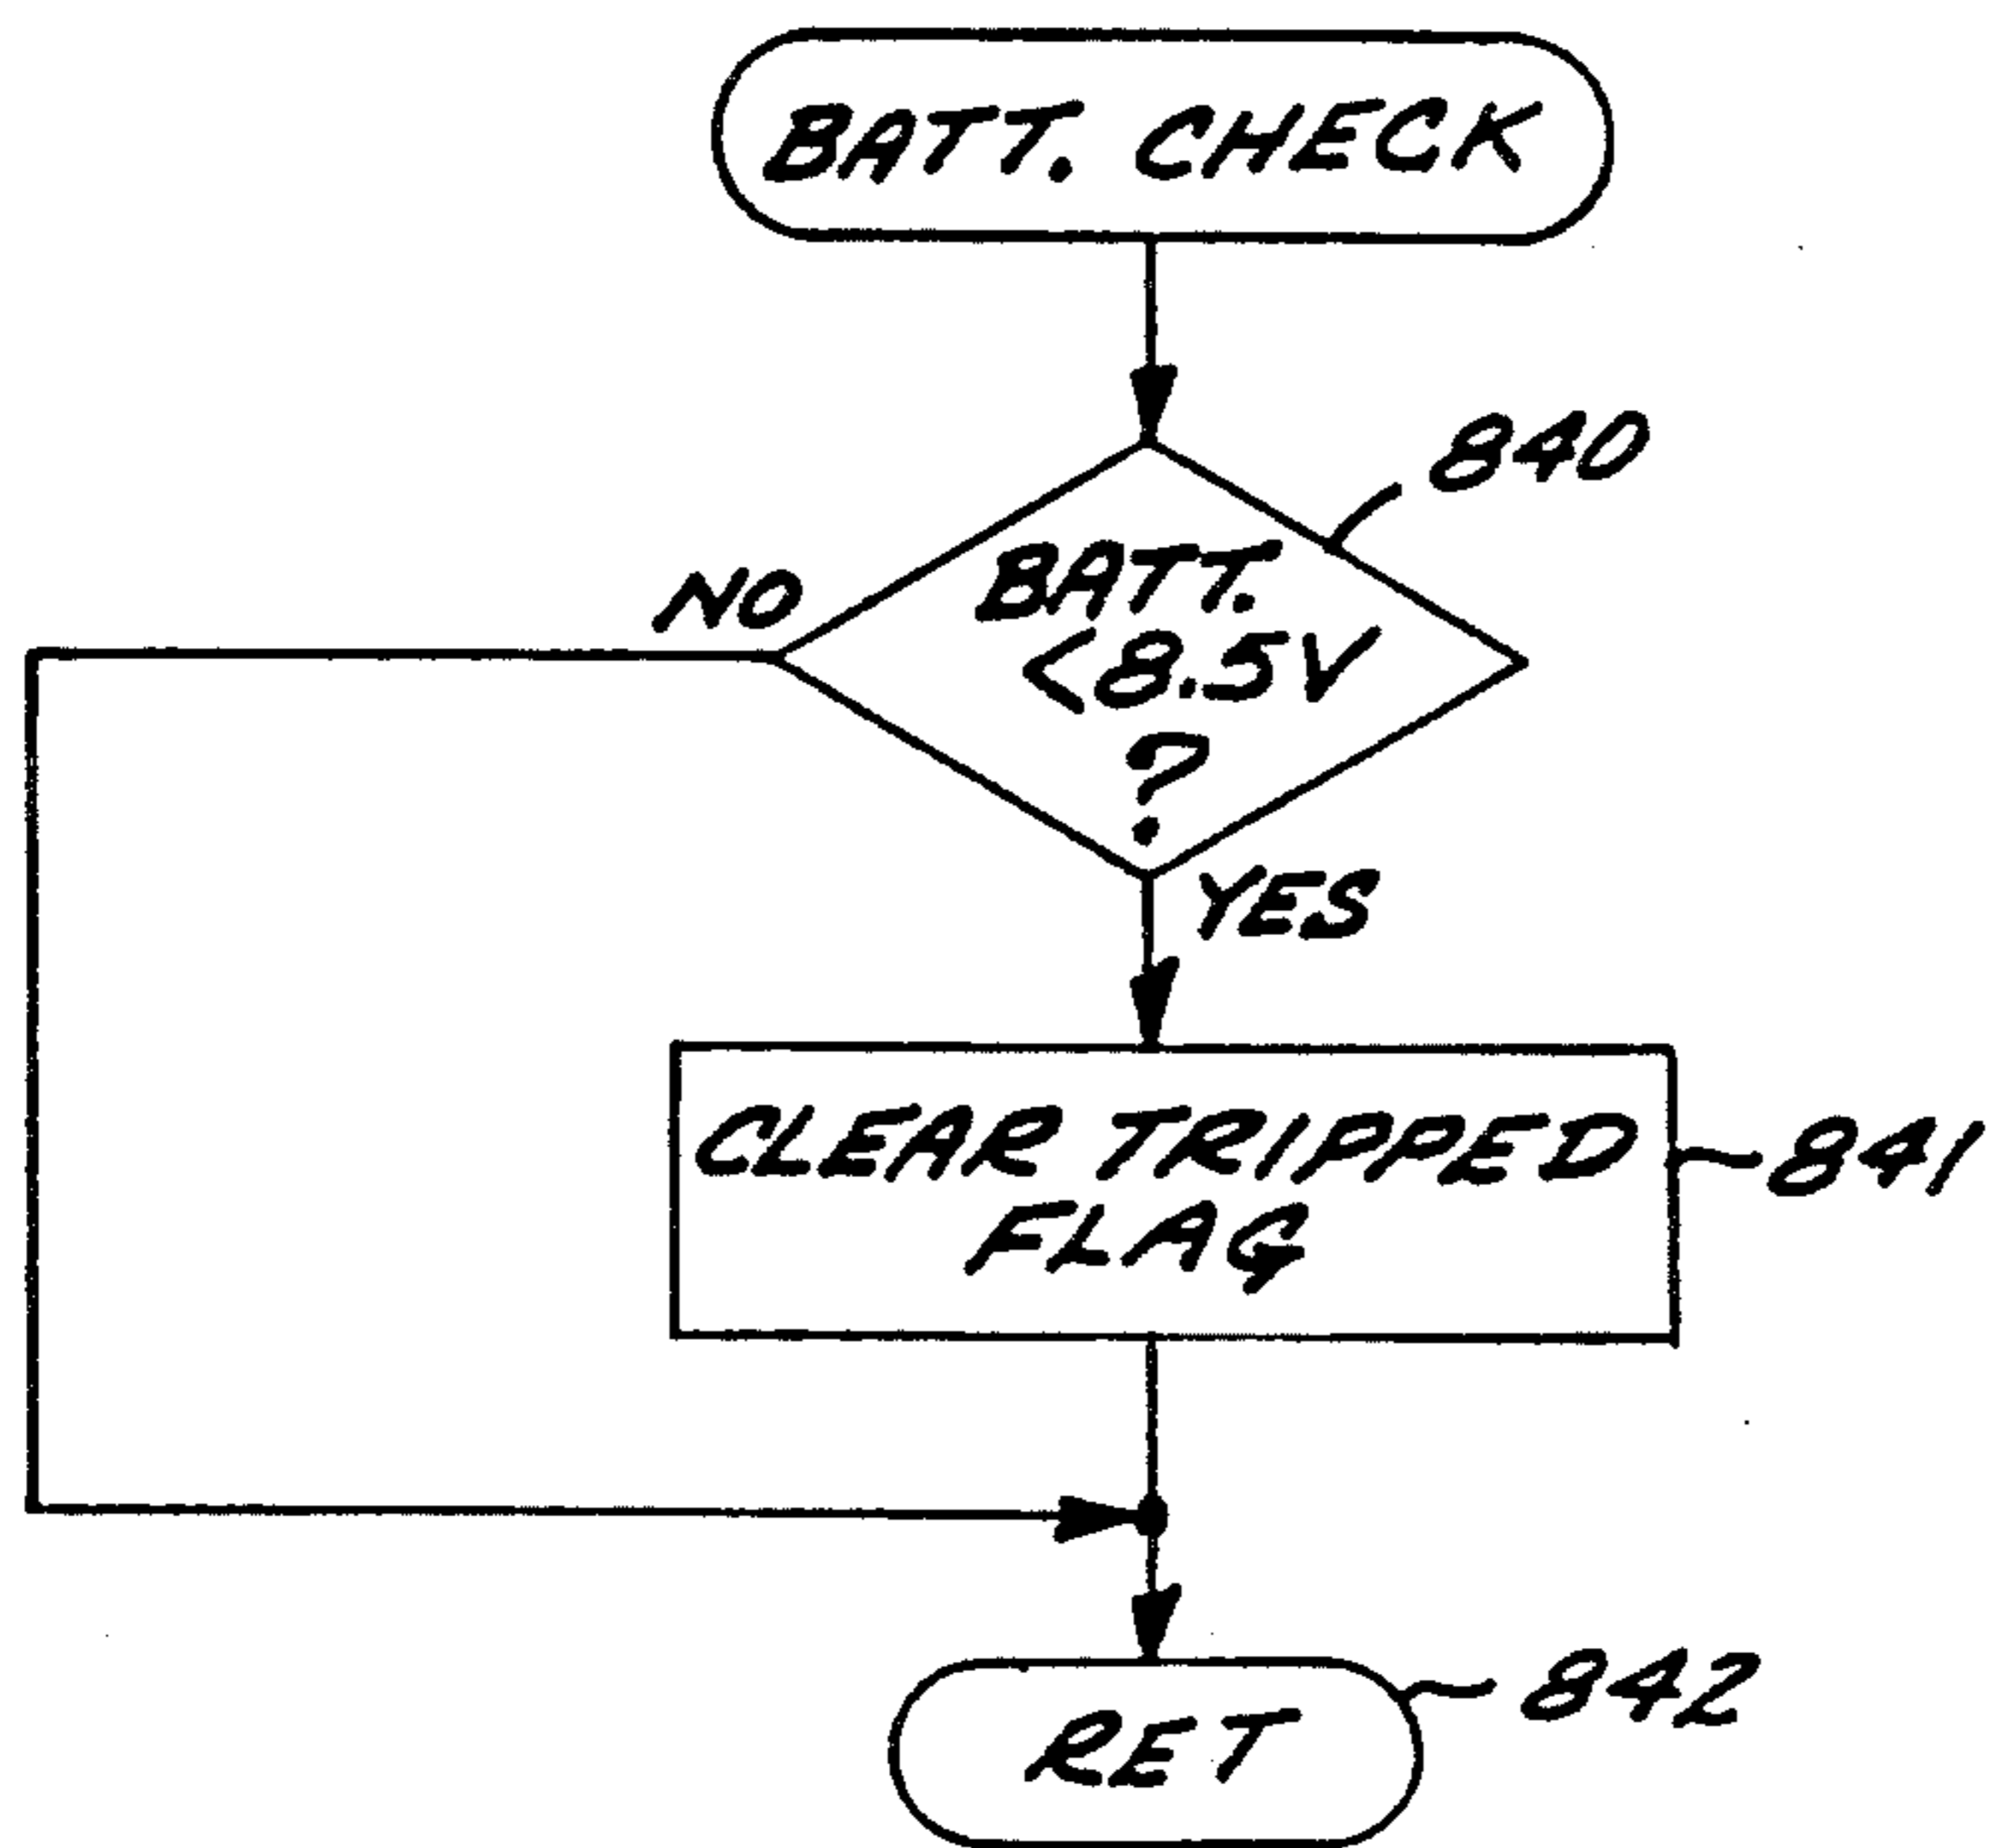 BATT. CHECK
840
NO
BATT.
<8.5V
?
YES
CLEAR TRIPPED
FLAG
841
842
RET